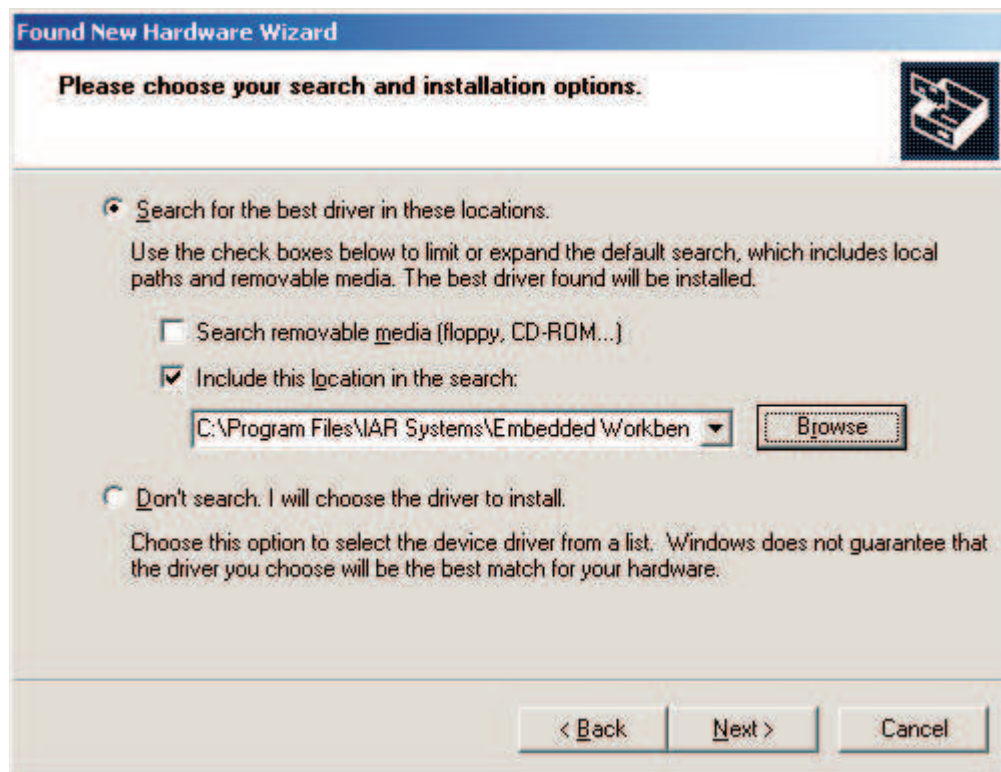 Found New Hardware Wizard
Please choose your search and installation options.
Search for the best driver in these locations.
Use the check boxes below to limit or expand the default search, which includes local
paths and removable media. The best driver found will be installed.
Search removable media (floppy, CD-ROM...)
Include this location in the search:
C:\Program Files\IAR Systems\Embedded Workben
Browse
Don't search. I will choose the driver to install.
Choose this option to select the device driver from a list. Windows does not guarantee that
the driver you choose will be the best match for your hardware.
< Back Next > Cancel